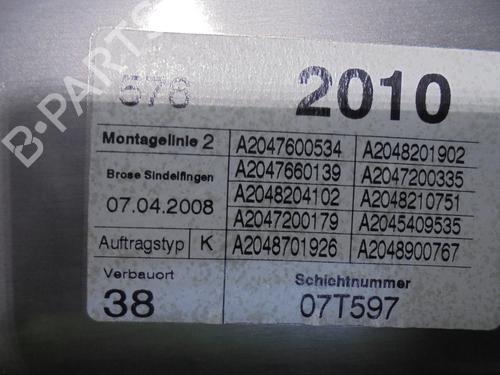 B-PARTS
678 2010
Montagelinie 2 A2047600534 A2048201902
Brose Sindelfingen A2047660139 A2047200335
07.04.2008 A2048204102 A2048210751
A2047200179 A2045409535
Auftragstyp K A2048701926 A2048900767
Verbauort Schichtnummer
38 07T597